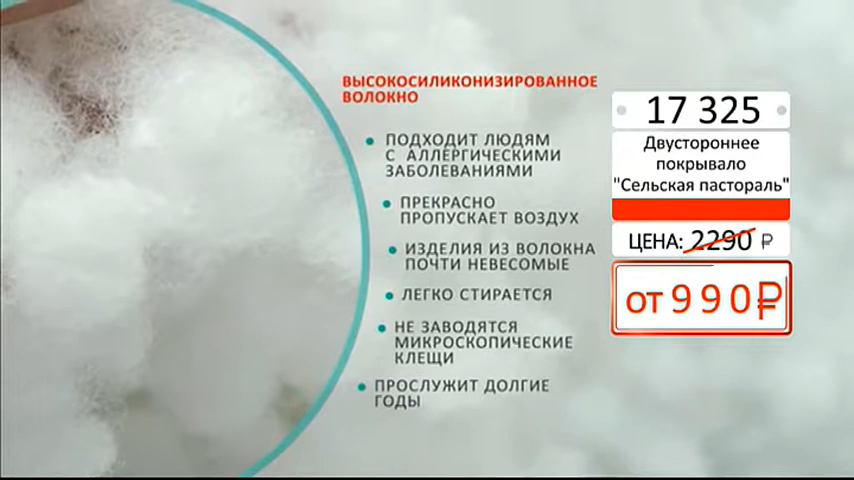 ВЫСОКОСИЛИКОНИЗИРОВАННОЕ
ВОЛОКНО
ПОДХОДИТ ЛЮДЯМ
С АЛЛЕРГИЧЕСКИМИ
ЗАБОЛЕВАНИЯМИ
ПРЕКРАСНО
ПРОПУСКАЕТ ВОЗДУХ
ИЗДЕЛИЯ ИЗ ВОЛОКНА
ПОЧТИ НЕВЕСОМЫЕ
ЛЕГКО СТИРАЕТСЯ
НЕ ЗАВОДЯТСЯ
МИКРОСКОПИЧЕСКИЕ
КЛЕЩИ
ПРОСЛУЖИТ ДОЛГИЕ
ГОДЫ
17 325
Двустороннее
покрывало
"Сельская пастораль"
ЦЕНА: 2290 ₽
от 990₽